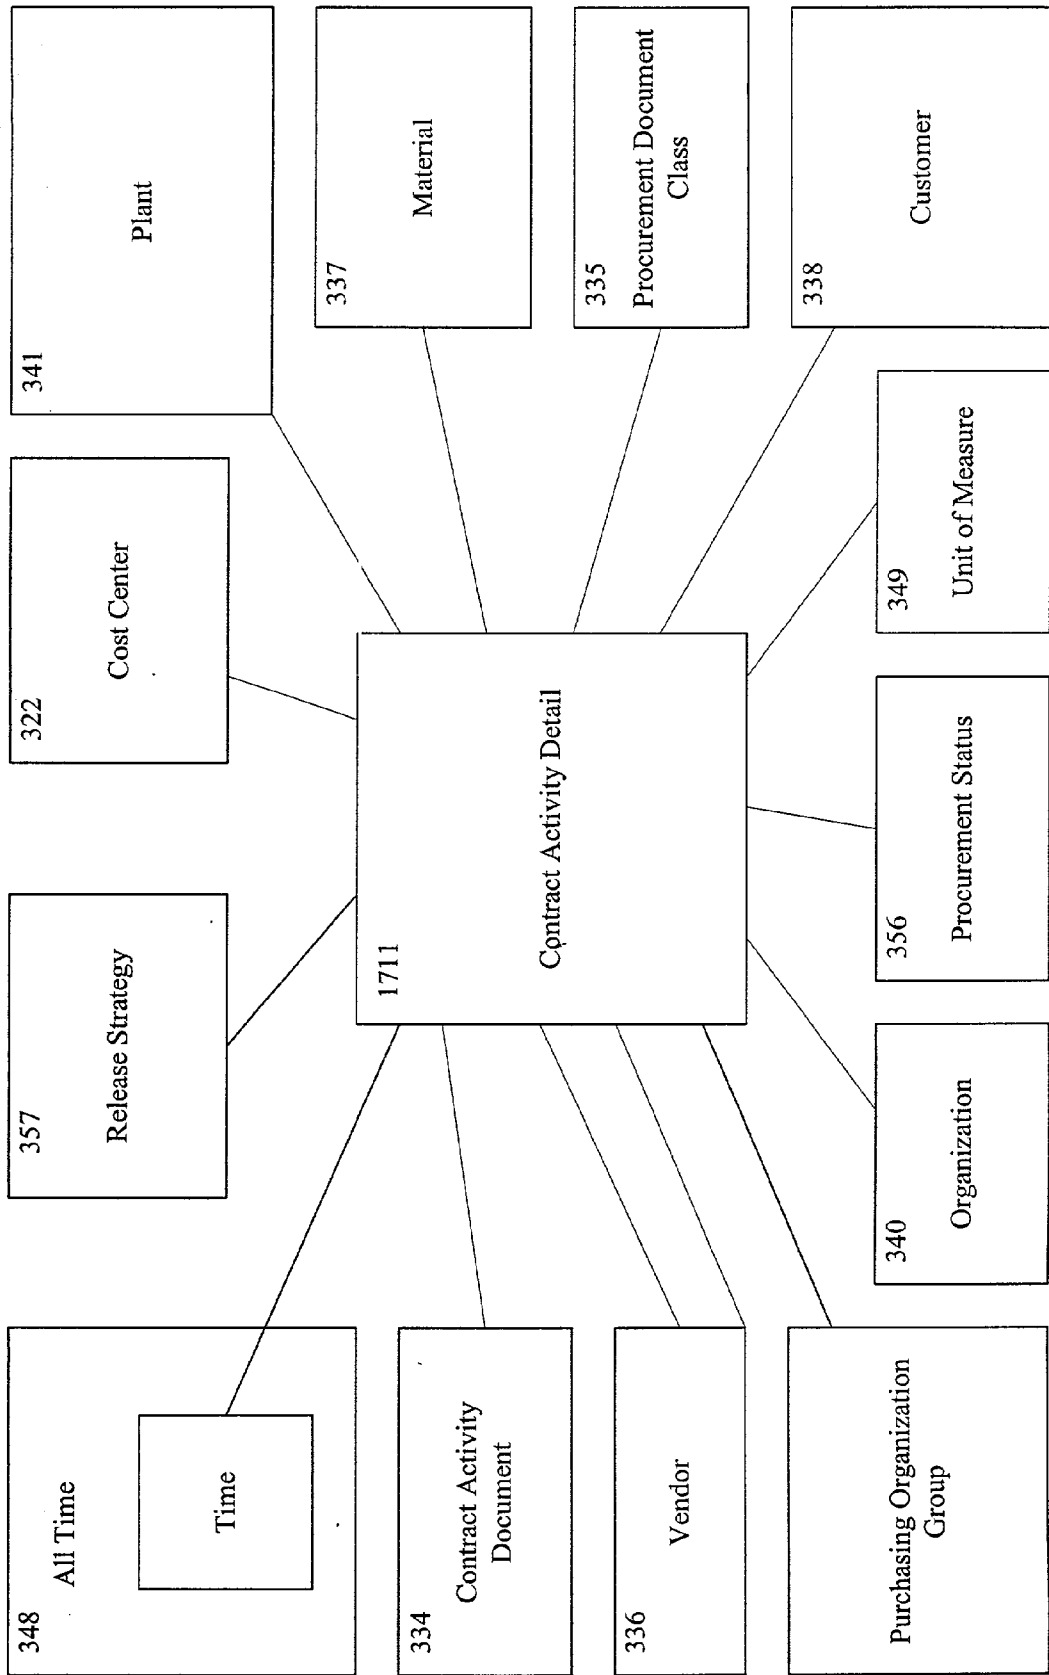 348
All Time
Time
357
Release Strategy
322
Cost Center
341
Plant
334
Contract Activity
Document
1711
Contract Activity Detail
337
Material
336
Vendor
335
Procurement Document
Class
Purchasing Organization
Group
340
Organization
356
Procurement Status
349
Unit of Measure
338
Customer